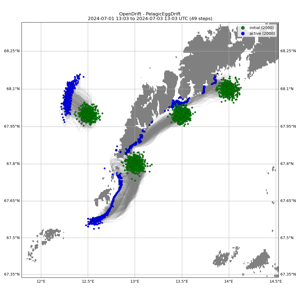 OpenDrift - PelagicEggDrift
2024-07-01 13:03 to 2024-07-03 13:03 UTC (49 steps)
initial (2000)
active (2000)
68.25°N
68.1°N
67.95°N
67.8°N
67.65°N
67.5°N
67.35°N
12°E
12.5°E
13°E
13.5°E
14°E
14.5°E